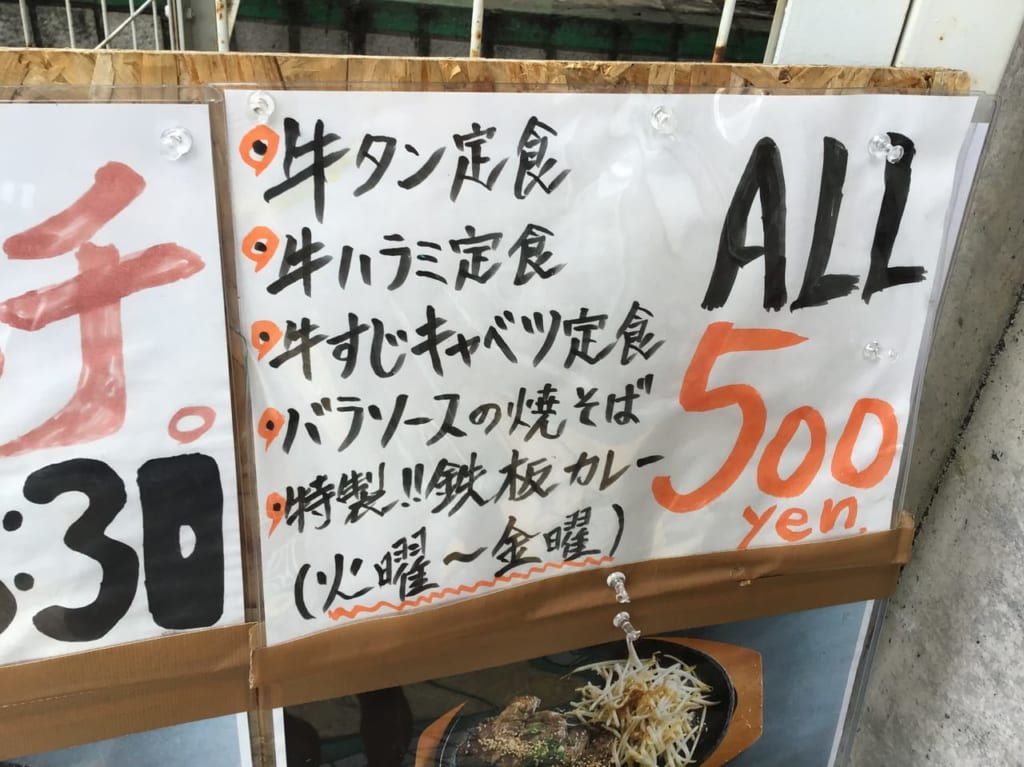 チ。
:30
牛タン定食
牛ハラミ定食
牛すじキャベツ定食
バラソースの焼そば
特製!!鉄板カレー
(火曜～金曜)
ALL
500
yen.